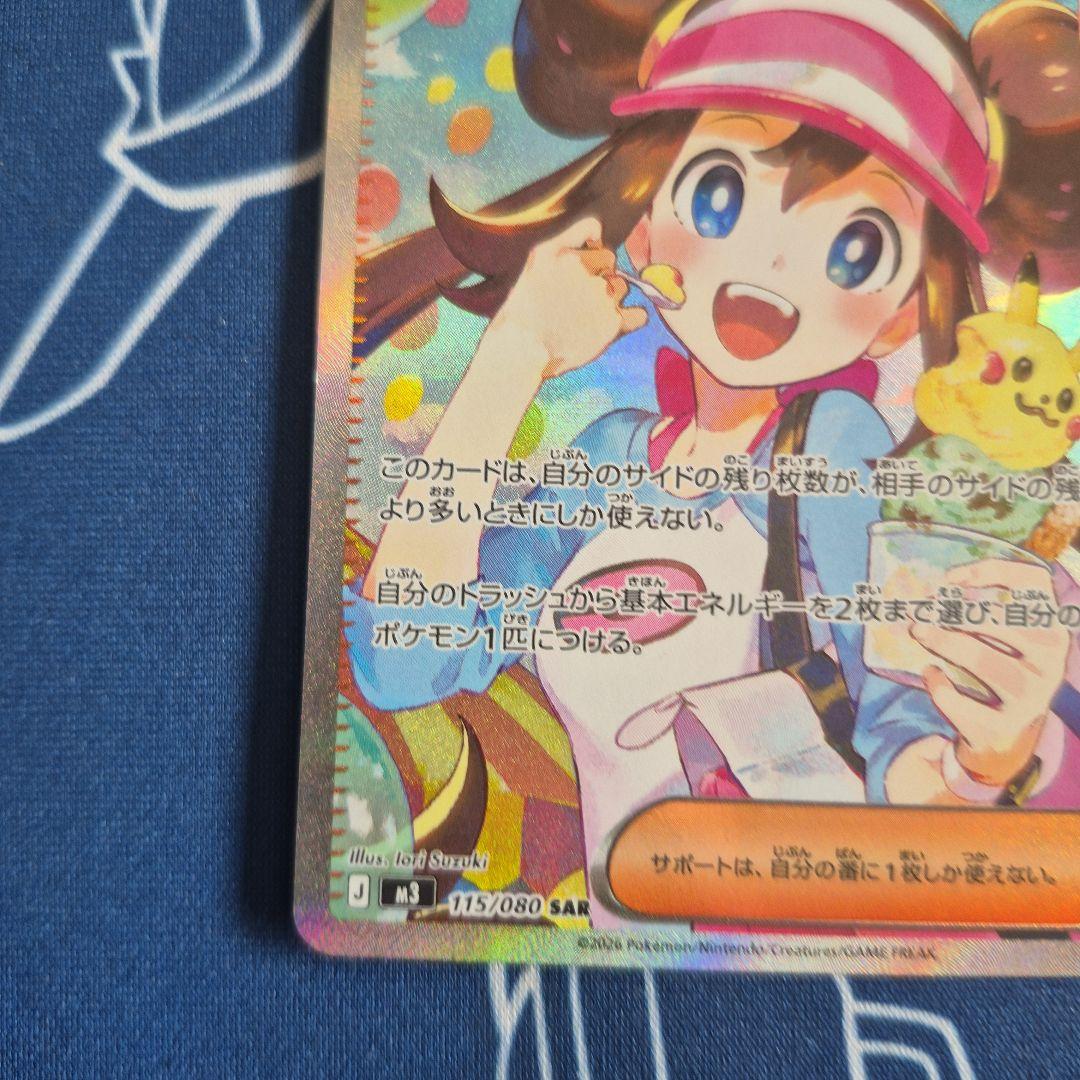 このカードは、自分のサイドの残り枚数が、相手のサイドの残
より多いときにしか使えない。
自分のトラッシュから基本エネルギーを2枚まで選び、自分の
ポケモン1匹につける。
サポートは、自分の番に1枚しか使えない。
Illus. Iori Suzuki
J M3 115/080 SAR
©2026 Pokémon/Nintendo/Creatures/GAME FREAK.